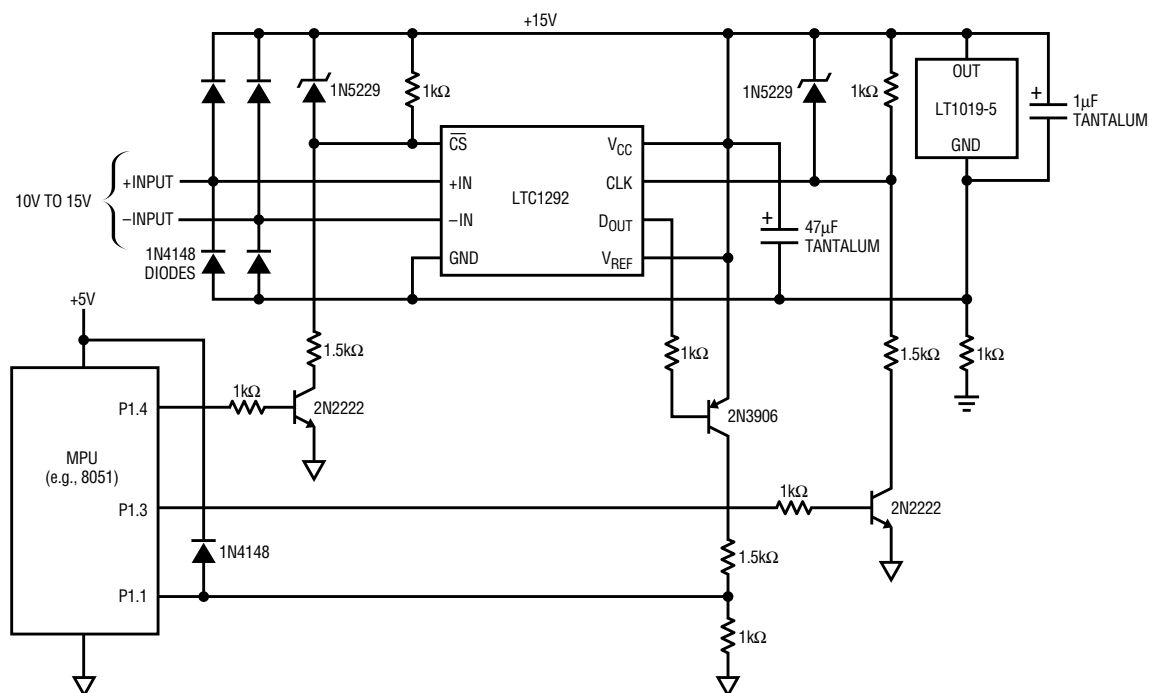 +15V
1N5229
1kΩ
1N5229
1kΩ
OUT
LT1019-5
GND
+
1µF
TANTALUM
CS
+IN
–IN
GND
LTC1292
VCC
CLK
DOUT
VREF
+
47µF
TANTALUM
10V TO 15V
+INPUT
–INPUT
1N4148
DIODES
+5V
1.5kΩ
1kΩ
1.5kΩ
1kΩ
1kΩ
2N2222
2N3906
MPU
(e.g., 8051)
P1.4
P1.3
P1.1
1kΩ
2N2222
1N4148
1.5kΩ
1kΩ